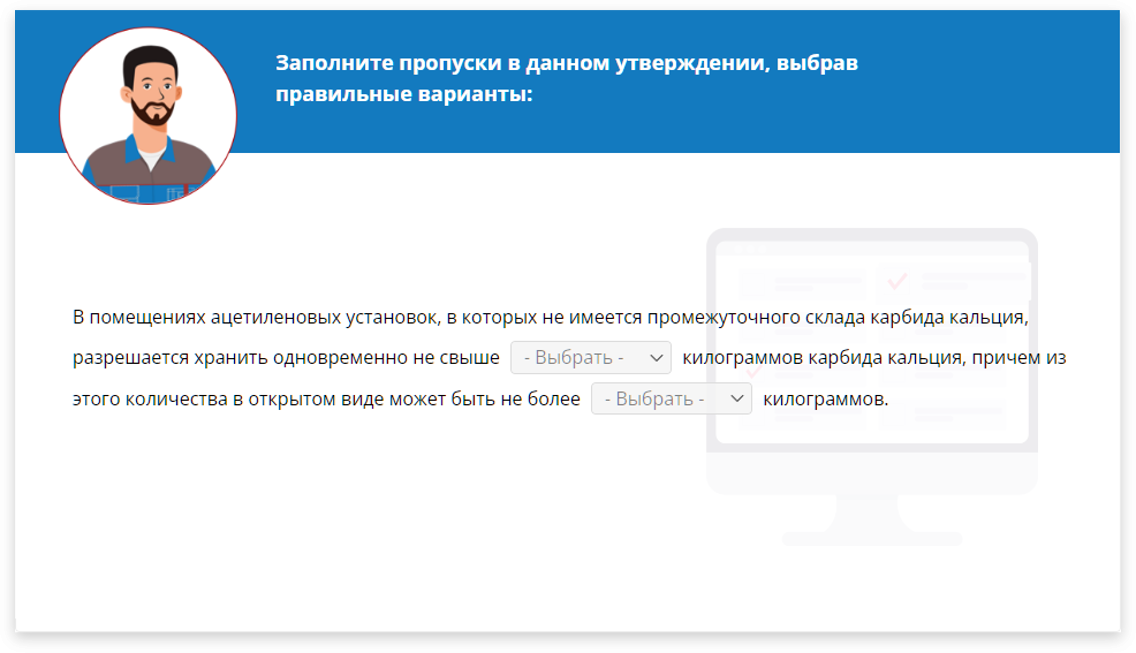 Заполните пропуски в данном утверждении, выбрав
правильные варианты:
В помещениях ацетиленовых установок, в которых не имеется промежуточного склада карбида кальция,
разрешается хранить одновременно не свыше - Выбрать - килограммов карбида кальция, причем из
этого количества в открытом виде может быть не более - Выбрать - килограммов.